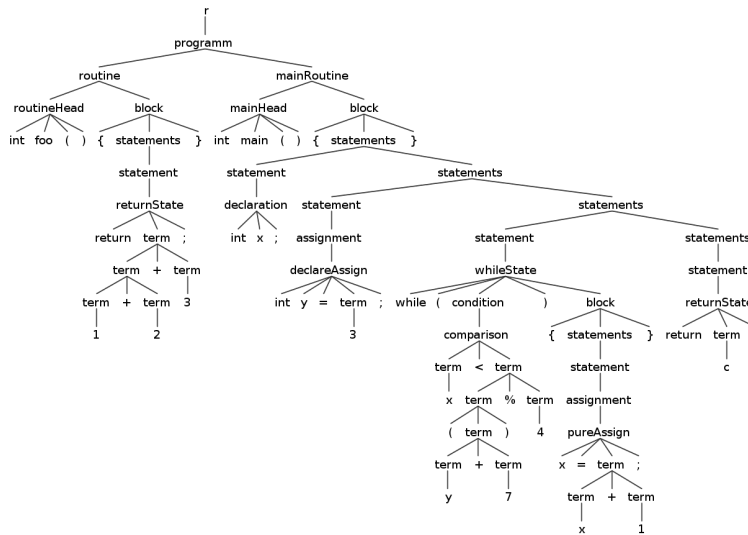 r
programm
routine mainRoutine
routineHead block mainHead block
int foo ( ) { statements } int main ( ) { statements }
statement statement statements
returnState declaration statement statements
return term ; int x ; assignment statement statements
term + term declareAssign whileState statement
term + term 3 int y = term ; while ( condition ) block returnState
1 2 3 comparison { statements } return term
term < term statement c
x term % term assignment
( term ) 4 pureAssign
term + term x = term ;
y 7 term + term
x 1